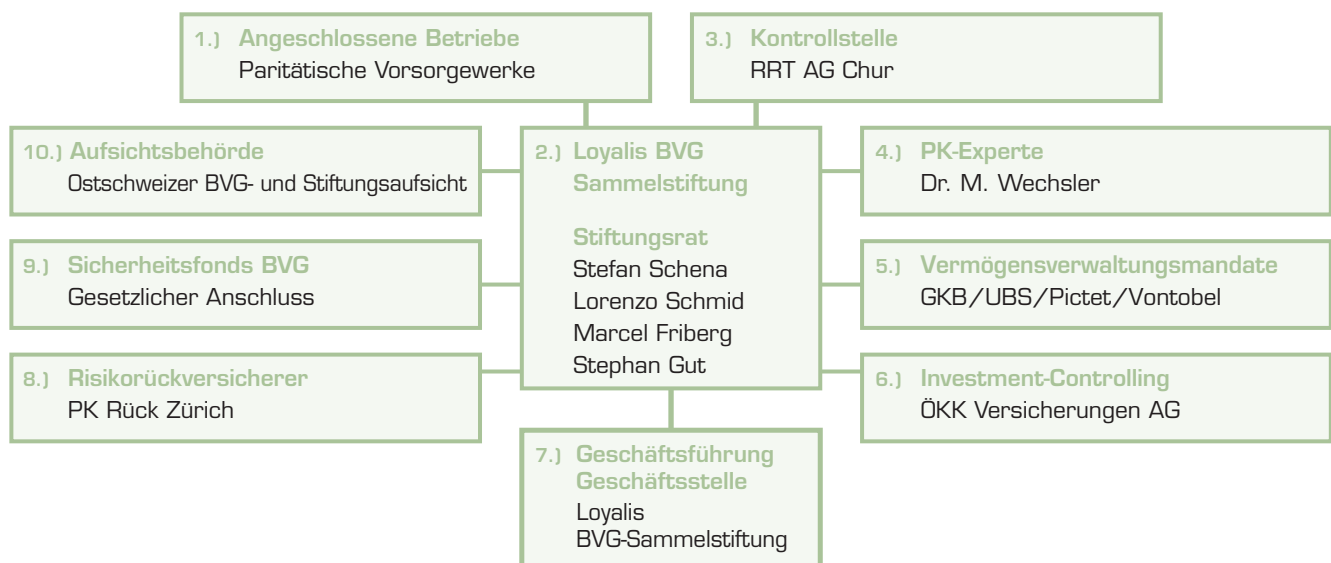 1.) Angeschlossene Betriebe
Paritätische Vorsorgewerke
3.) Kontrollstelle
RRT AG Chur
10.) Aufsichtsbehörde
Ostschweizer BVG- und Stiftungsaufsicht
2.) Loyalis BVG
Sammelstiftung
Stiftungsrat
Stefan Schena
Lorenzo Schmid
Marcel Friberg
Stephan Gut
4.) PK-Experte
Dr. M. Wechsler
9.) Sicherheitsfonds BVG
Gesetzlicher Anschluss
5.) Vermögensverwaltungsmandate
GKB/UBS/Pictet/Vontobel
8.) Risikorückversicherer
PK Rück Zürich
6.) Investment-Controlling
ÖKK Versicherungen AG
7.) Geschäftsführung
Geschäftsstelle
Loyalis
BVG-Sammelstiftung